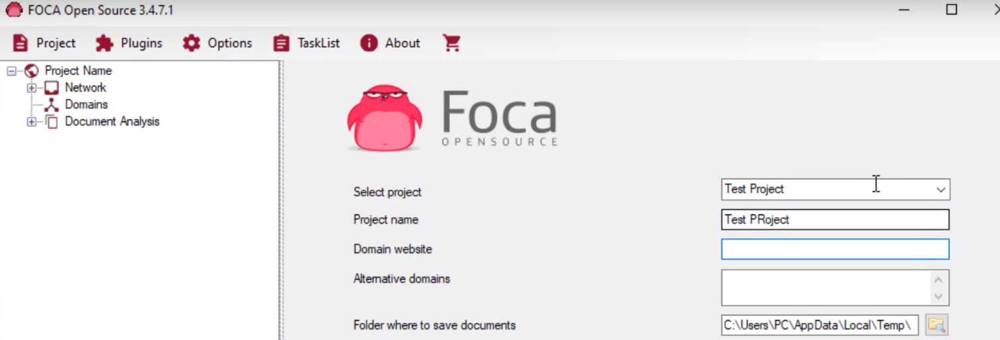 FOCA Open Source 3.4.7.1
Project Plugins Options TaskList About
Project Name
Network
Domains
Document Analysis
Foca
OPENSOURCE
Select project Test Project
Project name Test PRoject
Domain website
Alternative domains
Folder where to save documents C:\Users\PC\AppData\Local\Temp\